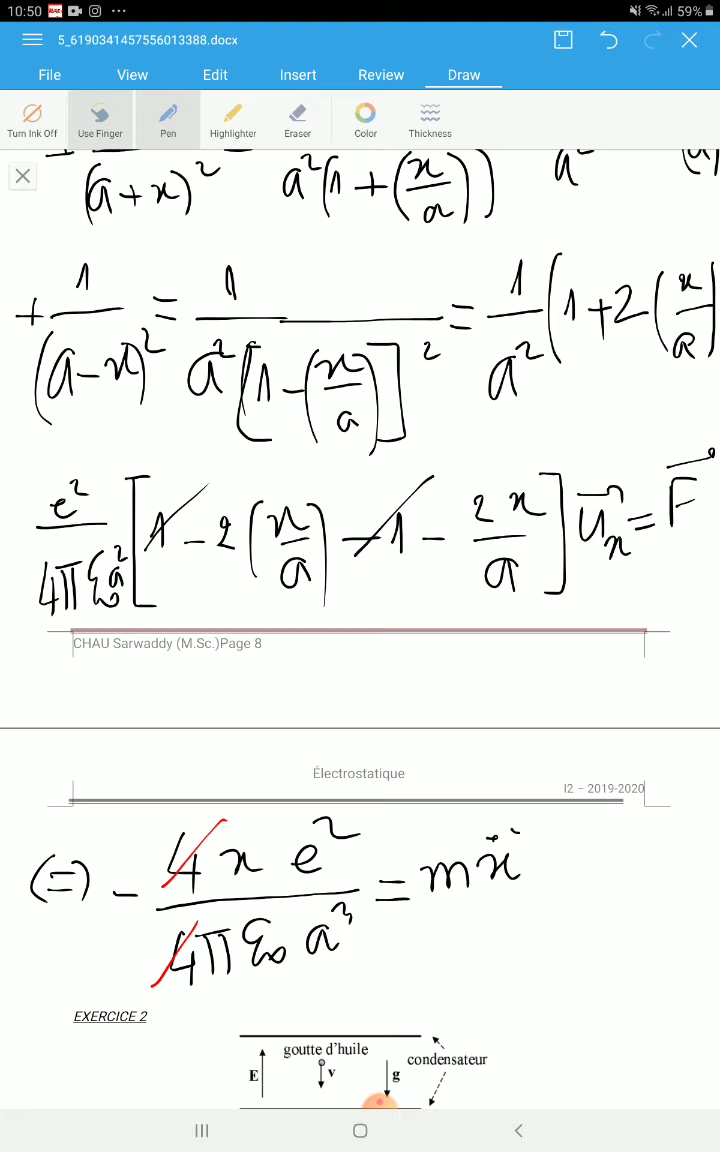 10:50 59%
5_6190341457556013388.docx
File View Edit Insert Review Draw
Turn Ink Off Use Finger Pen Highlighter Eraser Color Thickness
(a+x)² a²(1+(x/a)) a²
+ 1/(a-x)² = 1/a²[1-(x/a)]² = 1/a² (1+2(x/a)
e²/4πε₀a² [1-2(x/a)-1-2x/a] u⃗ₓ = F⃗
CHAU Sarwaddy (M.Sc.)Page 8
Électrostatique
I2 – 2019-2020
(=) - 4xe²/4πε₀a³ = mẍ
EXERCICE 2
goutte d'huile
condensateur
E v g